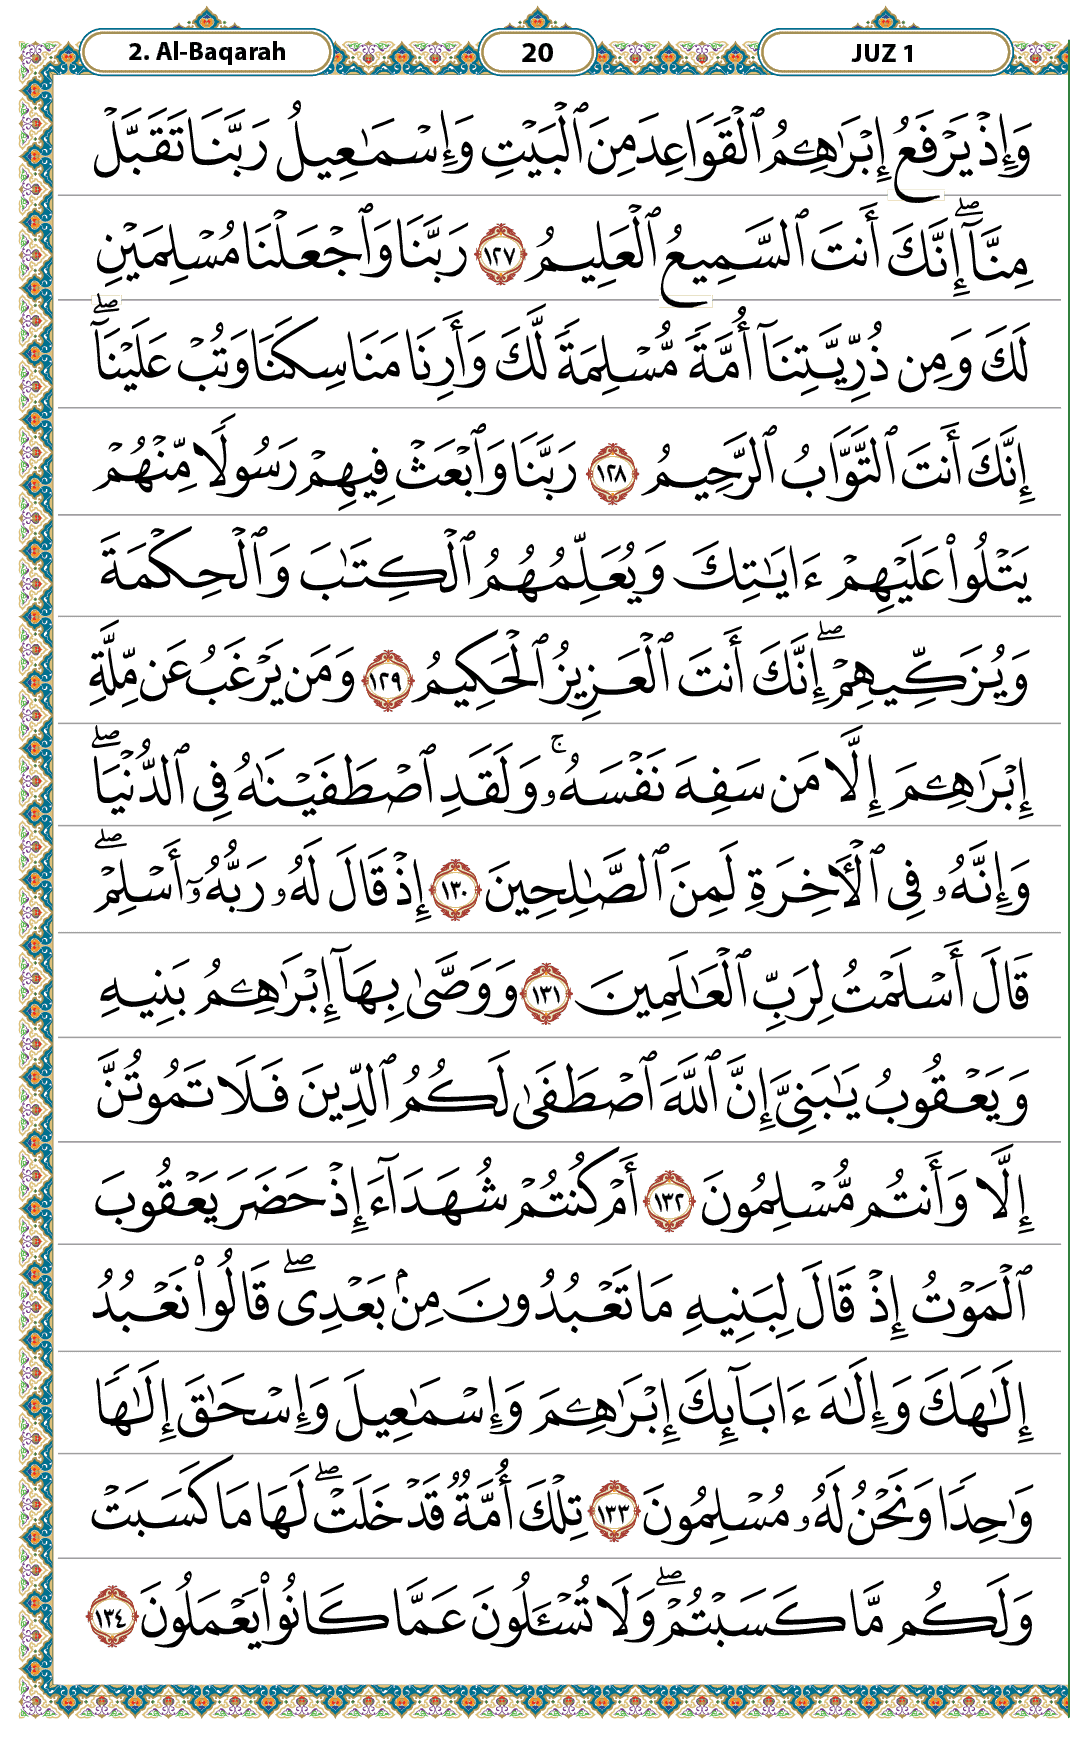 2. Al-Baqarah 20 JUZ 1
وَإِذۡ يَرۡفَعُ إِبۡرَٰهِـۧمُ ٱلۡقَوَاعِدَ مِنَ ٱلۡبَيۡتِ وَإِسۡمَٰعِيلُ رَبَّنَا تَقَبَّلۡ
مِنَّآۖ إِنَّكَ أَنتَ ٱلسَّمِيعُ ٱلۡعَلِيمُ ١٢٧ رَبَّنَا وَٱجۡعَلۡنَا مُسۡلِمَيۡنِ
لَكَ وَمِن ذُرِّيَّتِنَآ أُمَّةٗ مُّسۡلِمَةٗ لَّكَ وَأَرِنَا مَنَاسِكَنَا وَتُبۡ عَلَيۡنَآۖ
إِنَّكَ أَنتَ ٱلتَّوَّابُ ٱلرَّحِيمُ ١٢٨ رَبَّنَا وَٱبۡعَثۡ فِيهِمۡ رَسُولٗا مِّنۡهُمۡ
يَتۡلُواْ عَلَيۡهِمۡ ءَايَٰتِكَ وَيُعَلِّمُهُمُ ٱلۡكِتَٰبَ وَٱلۡحِكۡمَةَ
وَيُزَكِّيهِمۡۖ إِنَّكَ أَنتَ ٱلۡعَزِيزُ ٱلۡحَكِيمُ ١٢٩ وَمَن يَرۡغَبُ عَن مِّلَّةِ
إِبۡرَٰهِـۧمَ إِلَّا مَن سَفِهَ نَفۡسَهُۥۚ وَلَقَدِ ٱصۡطَفَيۡنَٰهُ فِي ٱلدُّنۡيَاۖ
وَإِنَّهُۥ فِي ٱلۡأٓخِرَةِ لَمِنَ ٱلصَّٰلِحِينَ ١٣٠ إِذۡ قَالَ لَهُۥ رَبُّهُۥٓ أَسۡلِمۡۖ
قَالَ أَسۡلَمۡتُ لِرَبِّ ٱلۡعَٰلَمِينَ ١٣١ وَوَصَّىٰ بِهَآ إِبۡرَٰهِـۧمُ بَنِيهِ
وَيَعۡقُوبُ يَٰبَنِيَّ إِنَّ ٱللَّهَ ٱصۡطَفَىٰ لَكُمُ ٱلدِّينَ فَلَا تَمُوتُنَّ
إِلَّا وَأَنتُم مُّسۡلِمُونَ ١٣٢ أَمۡ كُنتُمۡ شُهَدَآءَ إِذۡ حَضَرَ يَعۡقُوبَ
ٱلۡمَوۡتُ إِذۡ قَالَ لِبَنِيهِ مَا تَعۡبُدُونَ مِنۢ بَعۡدِيۖ قَالُواْ نَعۡبُدُ
إِلَٰهَكَ وَإِلَٰهَ ءَابَآئِكَ إِبۡرَٰهِـۧمَ وَإِسۡمَٰعِيلَ وَإِسۡحَٰقَ إِلَٰهٗا
وَٰحِدٗا وَنَحۡنُ لَهُۥ مُسۡلِمُونَ ١٣٣ تِلۡكَ أُمَّةٞ قَدۡ خَلَتۡۖ لَهَا مَا كَسَبَتۡ
وَلَكُم مَّا كَسَبۡتُمۡۖ وَلَا تُسۡـَٔلُونَ عَمَّا كَانُواْ يَعۡمَلُونَ ١٣٤